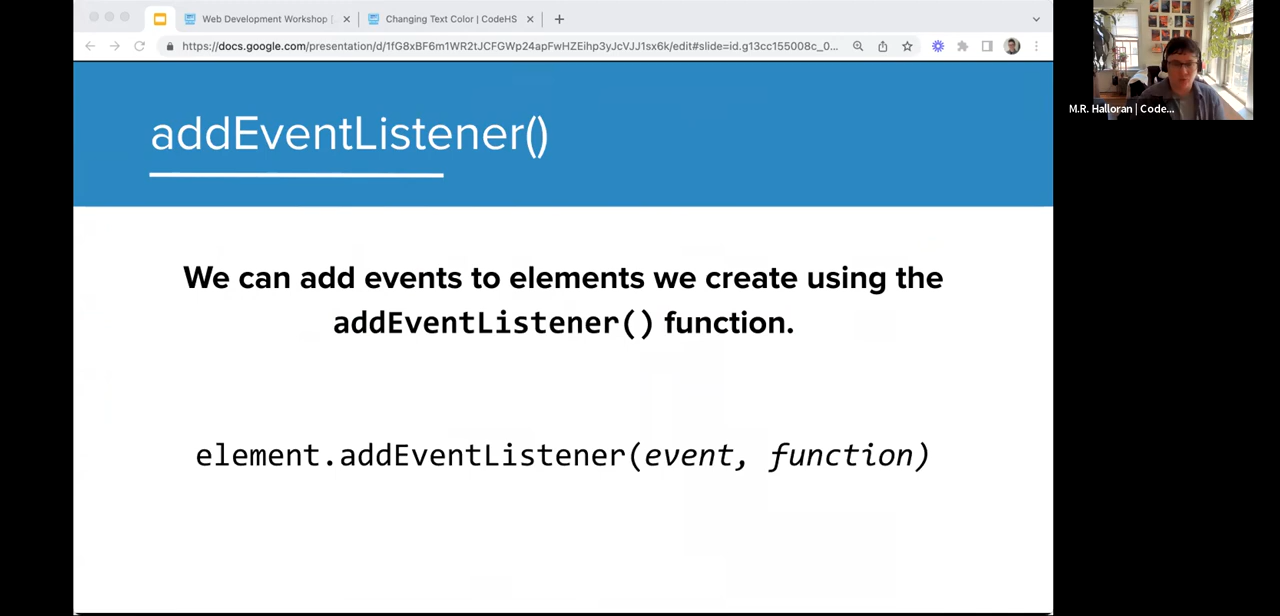 Web Development Workshop |
Changing Text Color | CodeHS
https://docs.google.com/presentation/d/1fG8xBF6m1WR2tJCFGWp24apFwHZEihp3yJcVJJ1sx6k/edit#slide=id.g13cc155008c_0...
M.R. Halloran | Code...
addEventListener()
We can add events to elements we create using the
addEventListener() function.
element.addEventListener(event, function)